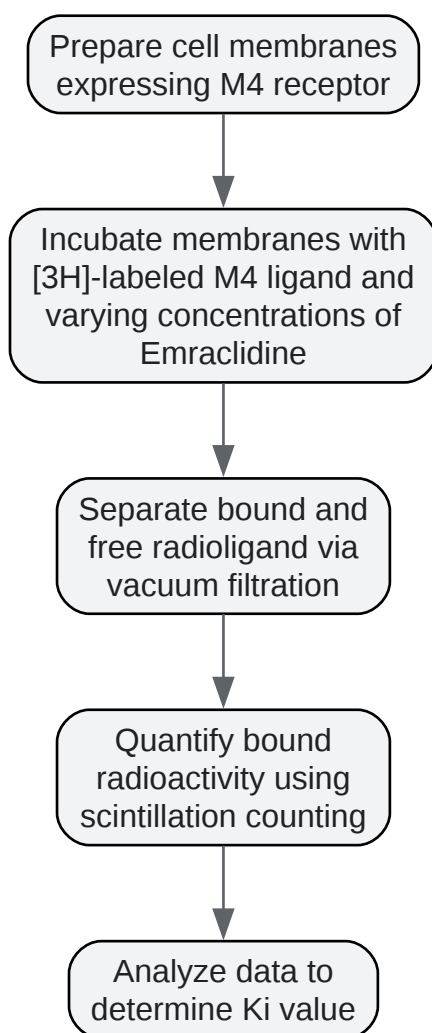 Prepare cell membranes
expressing M4 receptor
Incubate membranes with
[3H]-labeled M4 ligand and
varying concentrations of
Emraclidine
Separate bound and
free radioligand via
vacuum filtration
Quantify bound
radioactivity using
scintillation counting
Analyze data to
determine Ki value